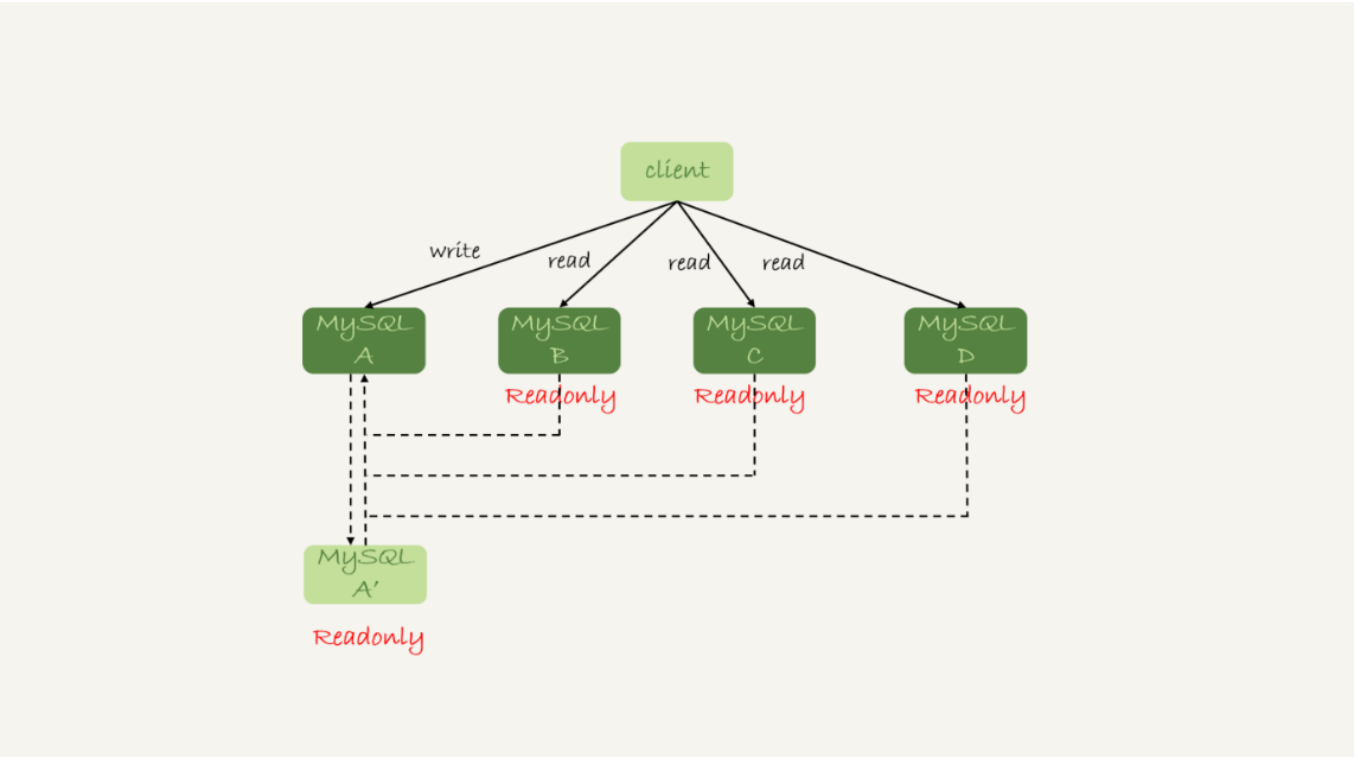 client
write
read
read
read
MySQL
A
MySQL
B
MySQL
C
MySQL
D
Readonly
Readonly
Readonly
MySQL
A'
Readonly